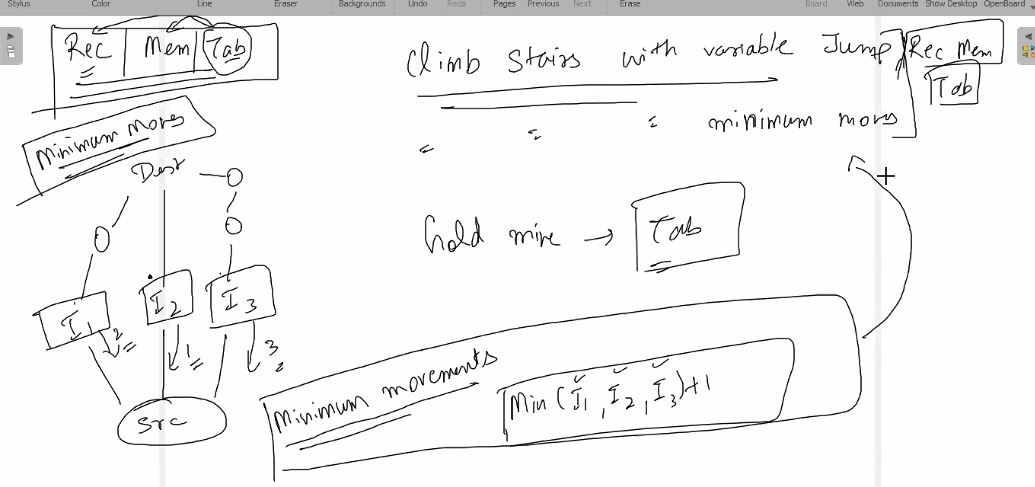 Stylus Color Line Eraser Backgrounds Undo Redo Pages Previous Next Erase Board Web Documents Show Desktop OpenBoard
Rec Mem Tab
Climb Stairs with variable Jump
Rec Mem
Tab
minimum moves
Minimum Moves
Dest
Gold mine → Tab
I1 I2 I3
2 1 3
Src
Minimum movements
Min (I1, I2, I3)+1